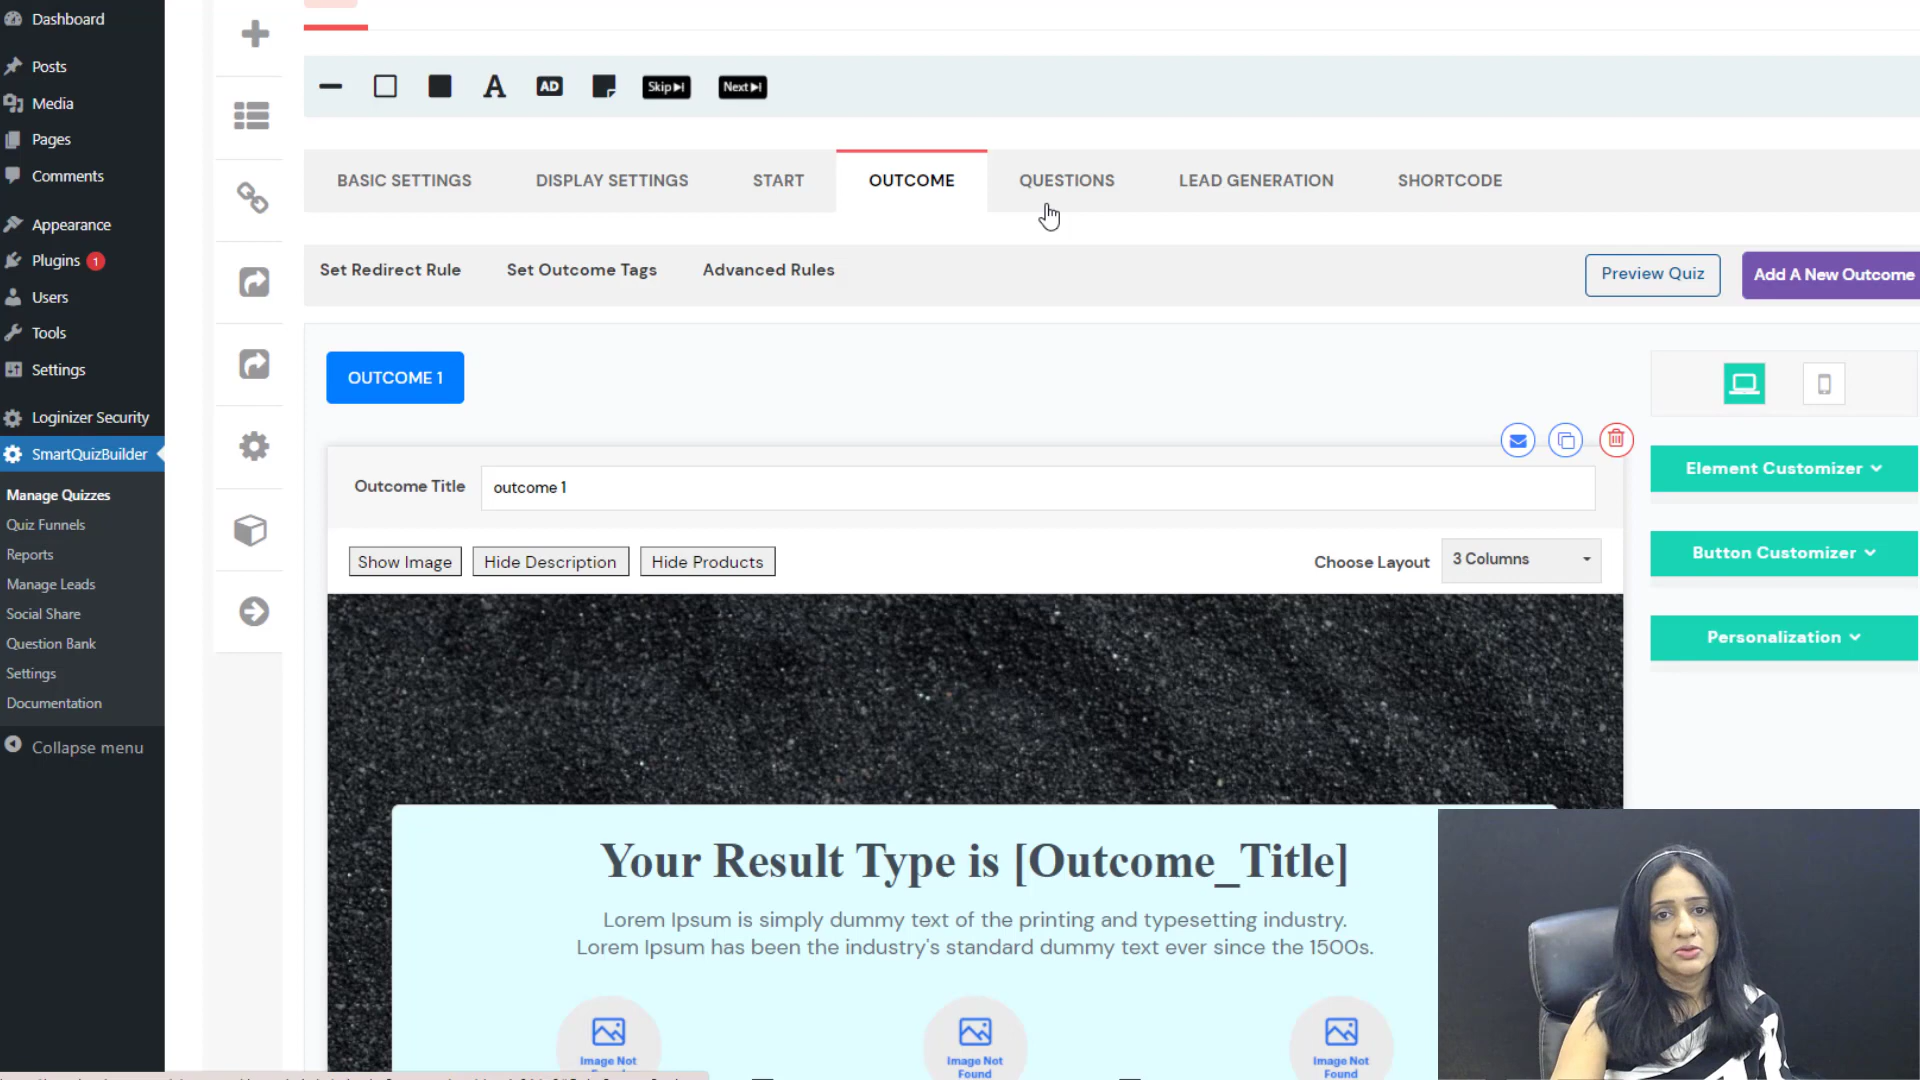 Dashboard
Posts
Media
Pages
Comments
Appearance
Plugins 1
Users
Tools
Settings
Loginizer Security
SmartQuizBuilder
Manage Quizzes
Quiz Funnels
Reports
Manage Leads
Social Share
Question Bank
Settings
Documentation
Collapse menu
A AD Skip Next
BASIC SETTINGS DISPLAY SETTINGS START OUTCOME QUESTIONS LEAD GENERATION SHORTCODE
Set Redirect Rule Set Outcome Tags Advanced Rules Preview Quiz Add A New Outcome
OUTCOME 1
Outcome Title outcome 1
Show Image Hide Description Hide Products Choose Layout 3 Columns
Element Customizer
Button Customizer
Personalization
Your Result Type is [Outcome_Title]
Lorem Ipsum is simply dummy text of the printing and typesetting industry.
Lorem Ipsum has been the industry's standard dummy text ever since the 1500s.
Image Not Found
Image Not Found
Image Not Found